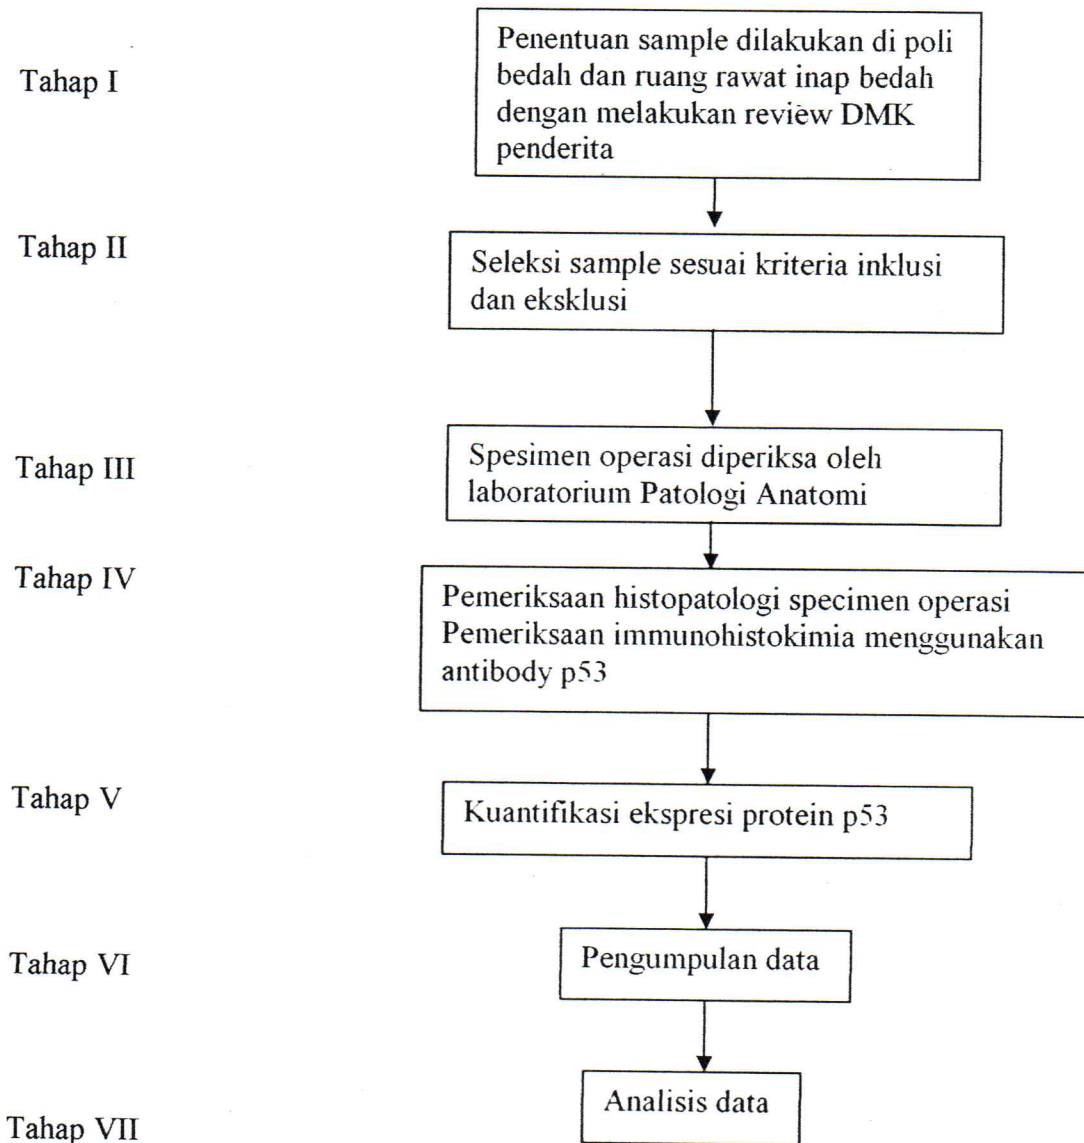 Tahap I
Penentuan sample dilakukan di poli
bedah dan ruang rawat inap bedah
dengan melakukan review DMK
penderita
Tahap II
Seleksi sample sesuai kriteria inklusi
dan eksklusi
Tahap III
Spesimen operasi diperiksa oleh
laboratorium Patologi Anatomi
Tahap IV
Pemeriksaan histopatologi specimen operasi
Pemeriksaan immunohistokimia menggunakan
antibody p53
Tahap V
Kuantifikasi ekspresi protein p53
Tahap VI
Pengumpulan data
Tahap VII
Analisis data